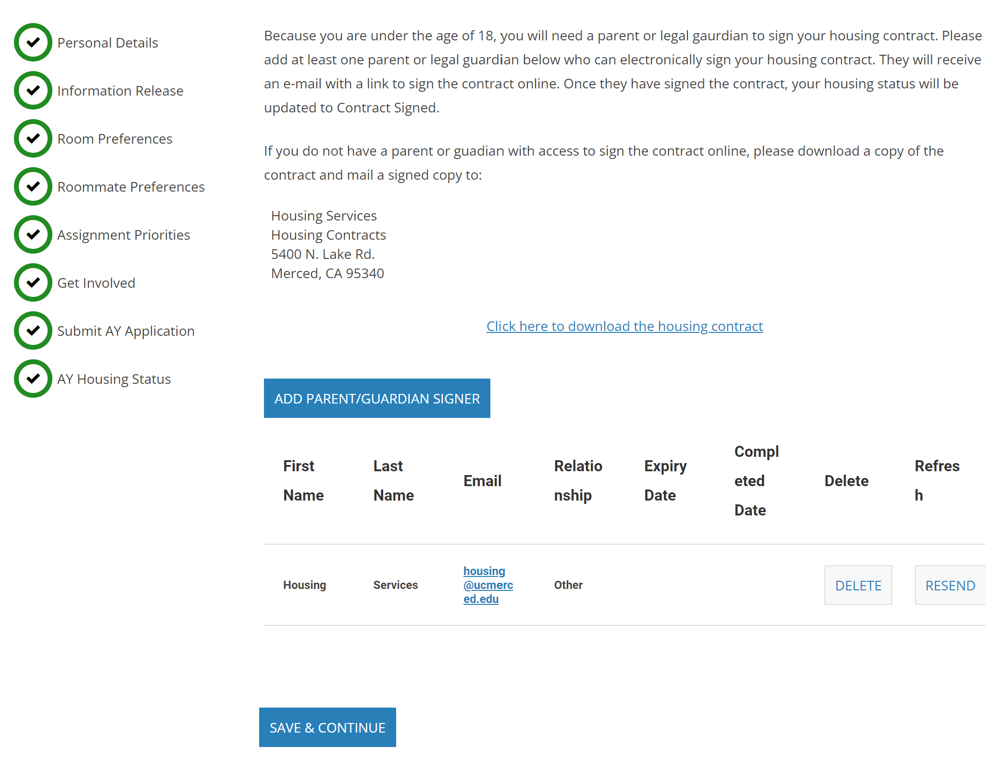 Personal Details
Information Release
Room Preferences
Roommate Preferences
Assignment Priorities
Get Involved
Submit AY Application
AY Housing Status
Because you are under the age of 18, you will need a parent or legal gaurdian to sign your housing contract. Please
add at least one parent or legal guardian below who can electronically sign your housing contract. They will receive
an e-mail with a link to sign the contract online. Once they have signed the contract, your housing status will be
updated to Contract Signed.
If you do not have a parent or guadian with access to sign the contract online, please download a copy of the
contract and mail a signed copy to:
Housing Services
Housing Contracts
5400 N. Lake Rd.
Merced, CA 95340
Click here to download the housing contract
ADD PARENT/GUARDIAN SIGNER
First
Name
Last
Name
Email
Relatio
nship
Expiry
Date
Compl
eted
Date
Delete
Refres
h
Housing
Services
housing
@ucmerc
ed.edu
Other
DELETE
RESEND
SAVE & CONTINUE